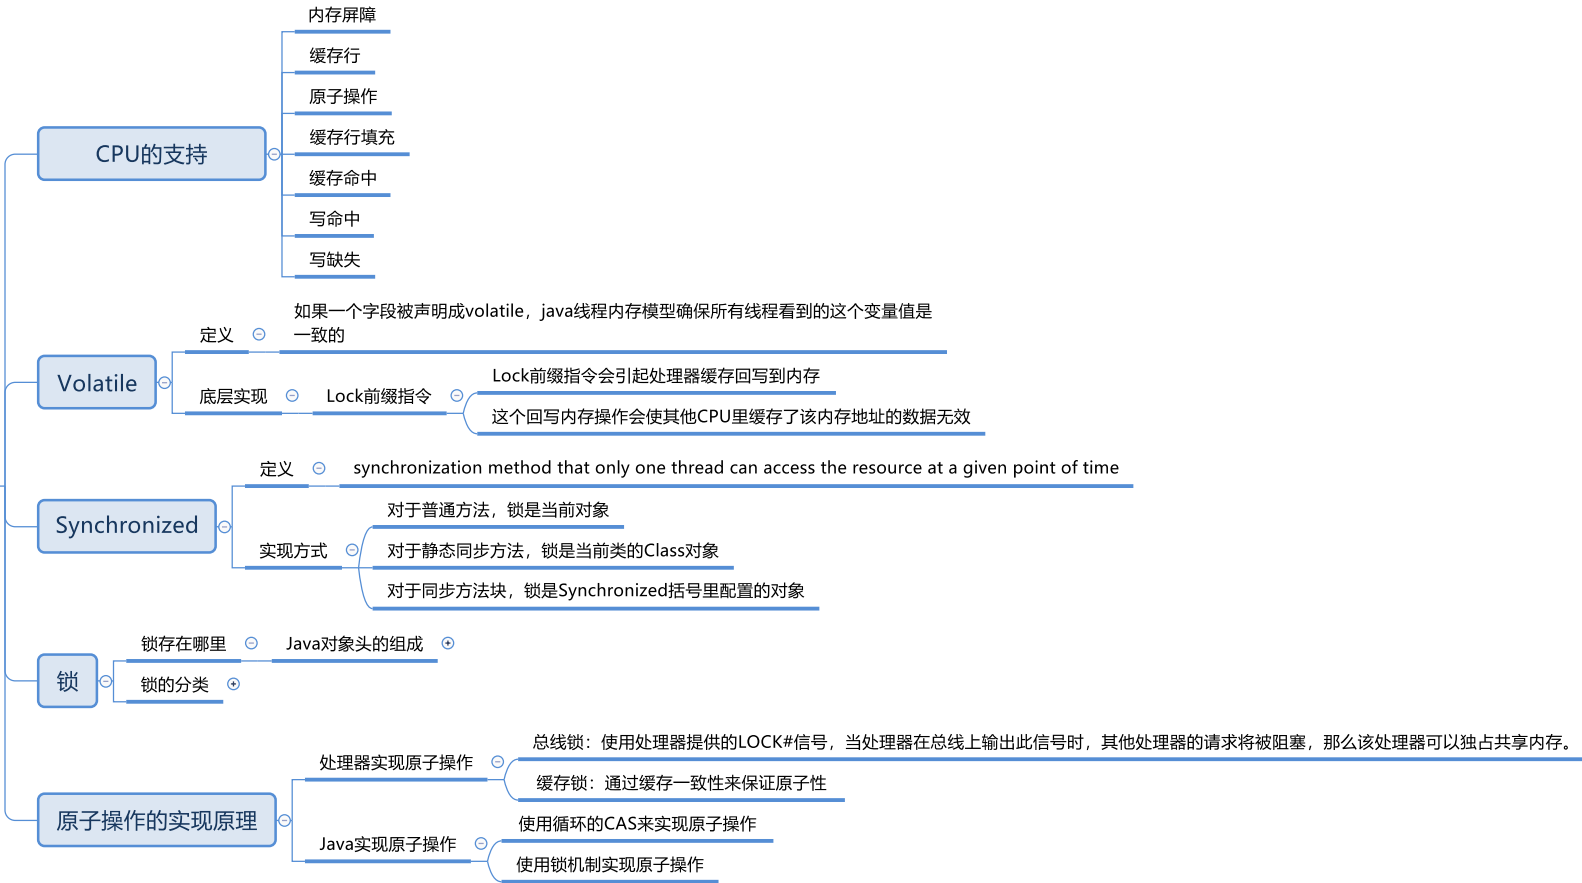 CPU的支持
内存屏障
缓存行
原子操作
缓存行填充
缓存命中
写命中
写缺失
Volatile
定义
如果一个字段被声明成volatile，java线程内存模型确保所有线程看到的这个变量值是
一致的
底层实现
Lock前缀指令
Lock前缀指令会引起处理器缓存回写到内存
这个回写内存操作会使其他CPU里缓存了该内存地址的数据无效
Synchronized
定义
synchronization method that only one thread can access the resource at a given point of time
实现方式
对于普通方法，锁是当前对象
对于静态同步方法，锁是当前类的Class对象
对于同步方法块，锁是Synchronized括号里配置的对象
锁
锁存在哪里
Java对象头的组成
锁的分类
原子操作的实现原理
处理器实现原子操作
总线锁：使用处理器提供的LOCK#信号，当处理器在总线上输出此信号时，其他处理器的请求将被阻塞，那么该处理器可以独占共享内存。
缓存锁：通过缓存一致性来保证原子性
Java实现原子操作
使用循环的CAS来实现原子操作
使用锁机制实现原子操作